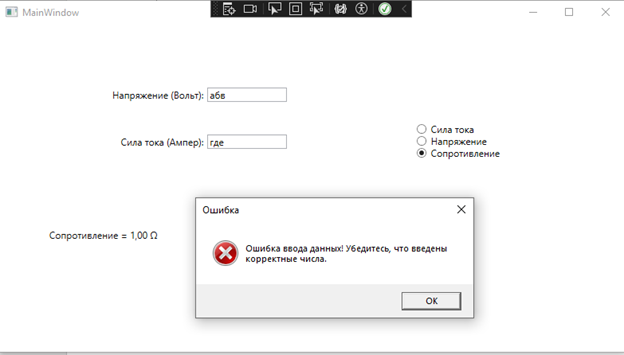 MainWindow
Напряжение (Вольт): абв
Сила тока (Ампер): где
Сила тока
Напряжение
Сопротивление
Сопротивление = 1,00 Ω
Ошибка
Ошибка ввода данных! Убедитесь, что введены
корректные числа.
OK